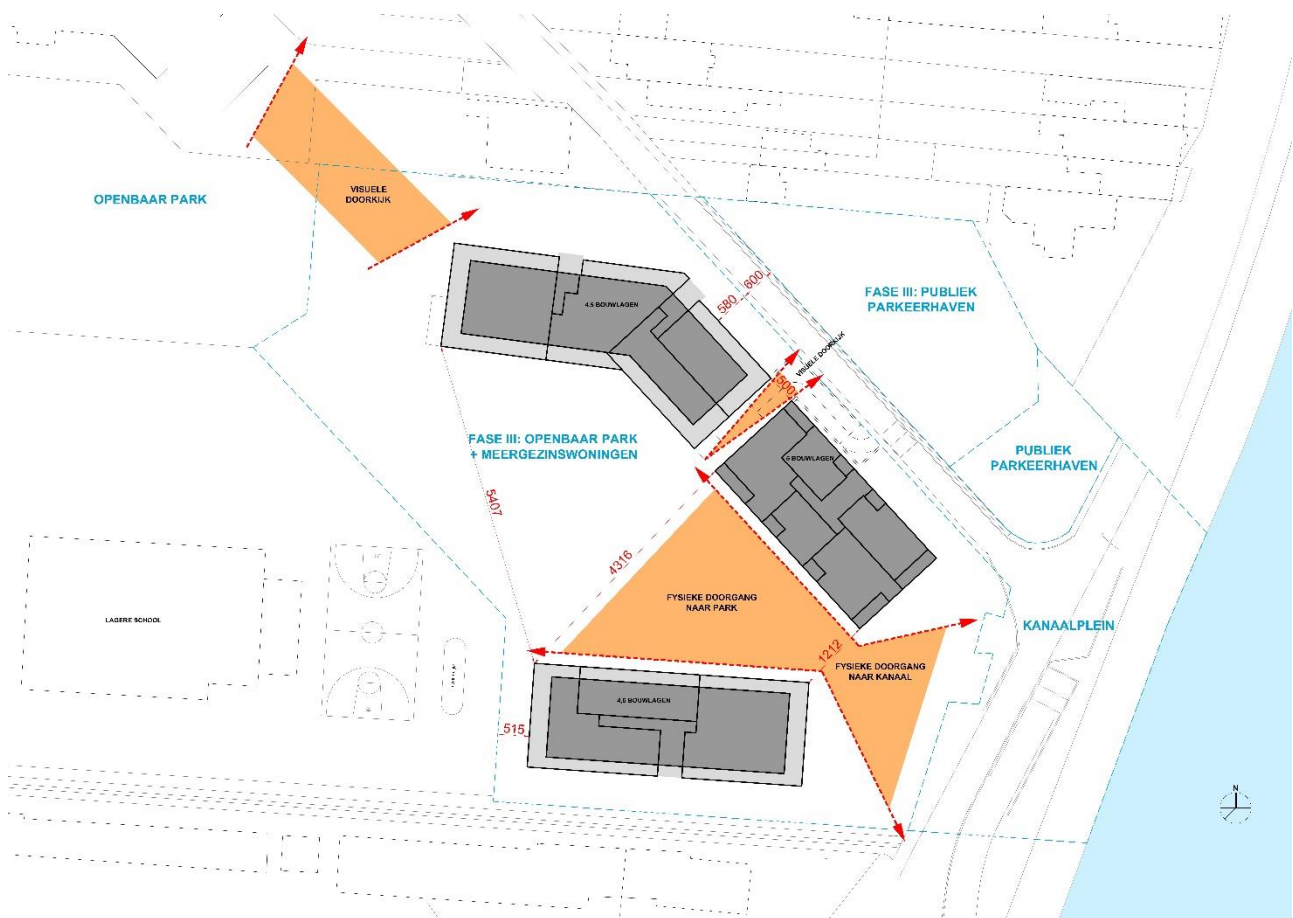 OPENBAAR PARK
VISUELE
DOORKIJK
4.5 BOUWLAGEN
580
600
FASE III: PUBLIEK
PARKEERHAVEN
VISUELE DOORKIJK
500
FASE III: OPENBAAR PARK
+ MEERGEZINSWONINGEN
BOUWLAGEN
PUBLIEK
PARKEERHAVEN
5407
4316
FYSIEKE DOORGANG
NAAR PARK
LAGERE SCHOOL
KANAALPLEIN
1212
FYSIEKE DOORGANG
NAAR KANAAL
4,5 BOUWLAGEN
515
N